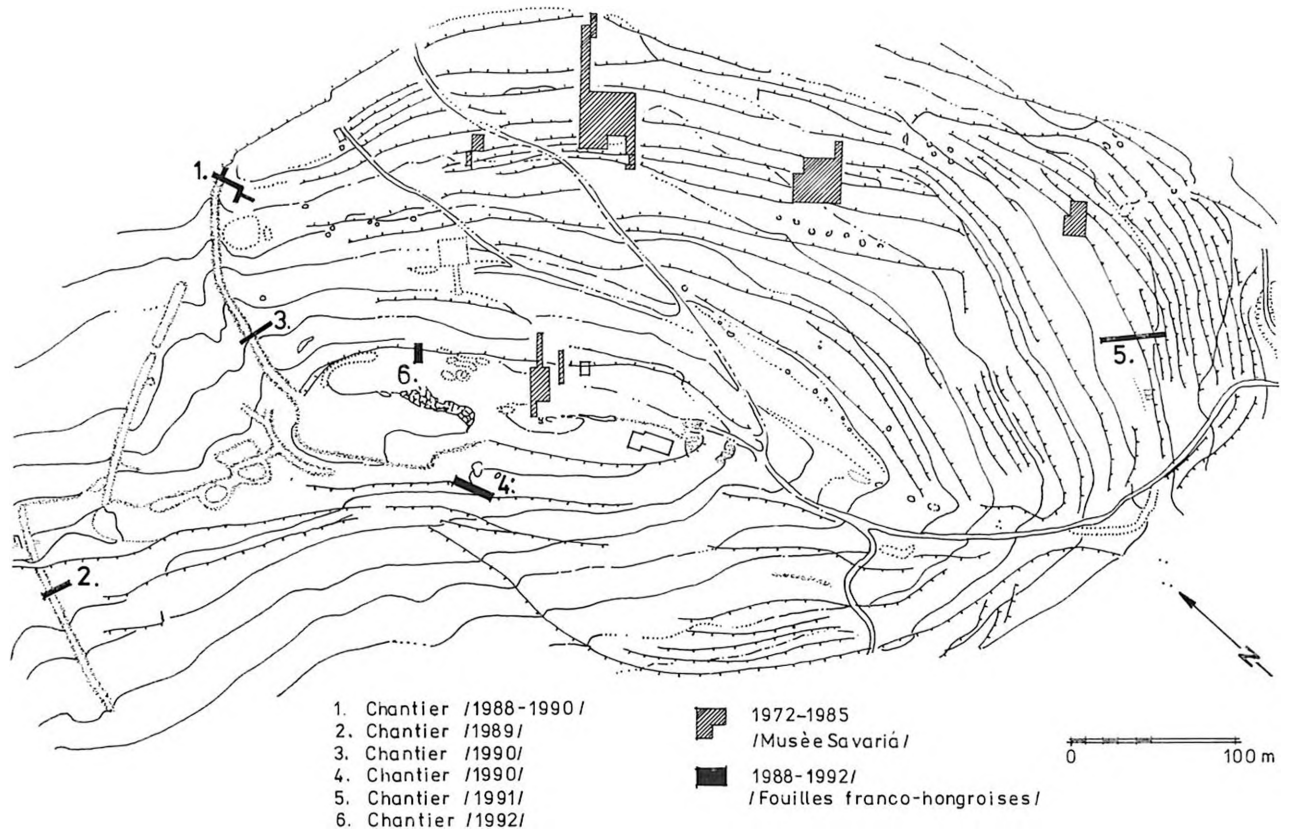 1.
3.
6.
5.
4.
2.
N
1. Chantier /1988-1990/
2. Chantier /1989/
3. Chantier /1990/
4. Chantier /1990/
5. Chantier /1991/
6. Chantier /1992/
1972-1985
/Musèe Savariá/
1988-1992/
/Fouilles franco-hongroises/
0 100 m